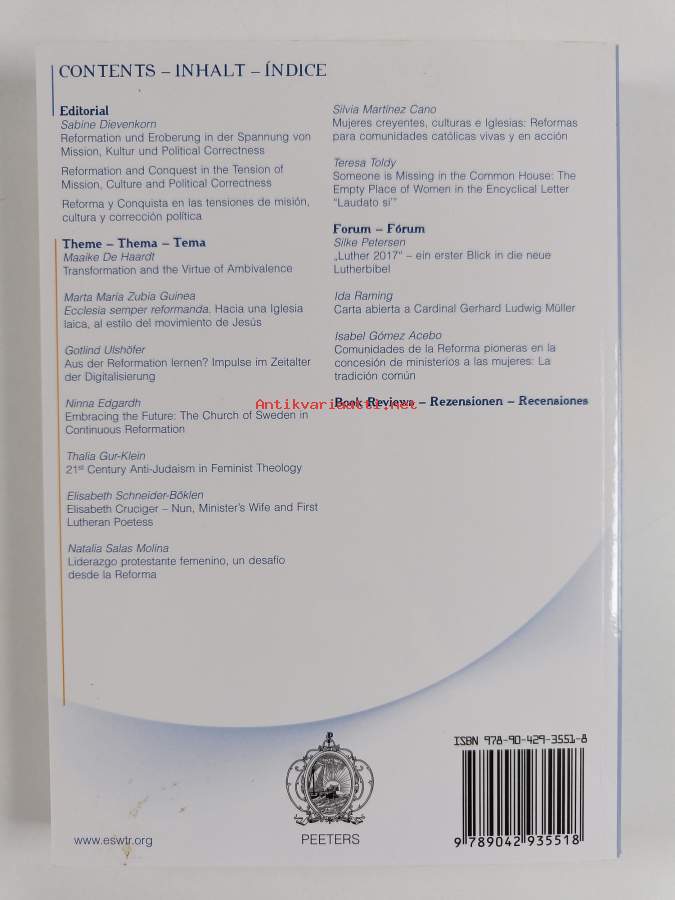 CONTENTS – INHALT – ÍNDICE
Editorial
Sabine Dievenkorn
Reformation und Eroberung in der Spannung von
Mission, Kultur und Political Correctness
Reformation and Conquest in the Tension of
Mission, Culture and Political Correctness
Reforma y Conquista en las tensiones de misión,
cultura y corrección política
Theme – Thema – Tema
Maaike De Haardt
Transformation and the Virtue of Ambivalence
Marta María Zubía Guinea
Ecclesia semper reformanda. Hacia una Iglesia
laica, al estilo del movimiento de Jesús
Gotlind Ulshöfer
Aus der Reformation lernen? Impulse im Zeitalter
der Digitalisierung
Ninna Edgardh
Embracing the Future: The Church of Sweden in
Continuous Reformation
Thalia Gur-Klein
21st Century Anti-Judaism in Feminist Theology
Elisabeth Schneider-Böklen
Elisabeth Cruciger – Nun, Minister's Wife and First
Lutheran Poetess
Natalia Salas Molina
Liderazgo protestante femenino, un desafío
desde la Reforma
Silvia Martínez Cano
Mujeres creyentes, culturas e Iglesias: Reformas
para comunidades católicas vivas y en acción
Teresa Toldy
Someone is Missing in the Common House: The
Empty Place of Women in the Encyclical Letter
"Laudato si'"
Forum – Fórum
Silke Petersen
„Luther 2017" – ein erster Blick in die neue
Lutherbibel
Ida Raming
Carta abierta a Cardinal Gerhard Ludwig Müller
Isabel Gómez Acebo
Comunidades de la Reforma pioneras en la
concesión de ministerios a las mujeres: La
tradición común
Book Reviews – Rezensionen – Recensiones
Antikvariaatti.net
www.eswtr.org
PEETERS
ISBN 978-90-429-3551-8
9 789042 935518